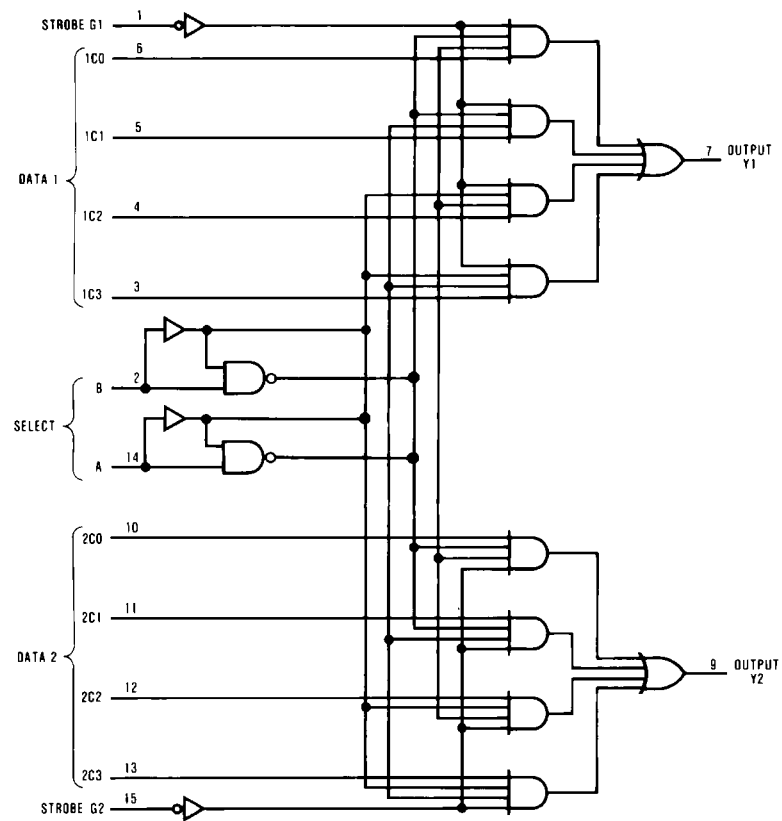 STROBE G1 1
1C0 6
1C1 5
DATA 1
7 OUTPUT
Y1
1C2 4
1C3 3
B 2
SELECT
A 14
2C0 10
2C1 11
DATA 2
9 OUTPUT
Y2
2C2 12
2C3 13
STROBE G2 15